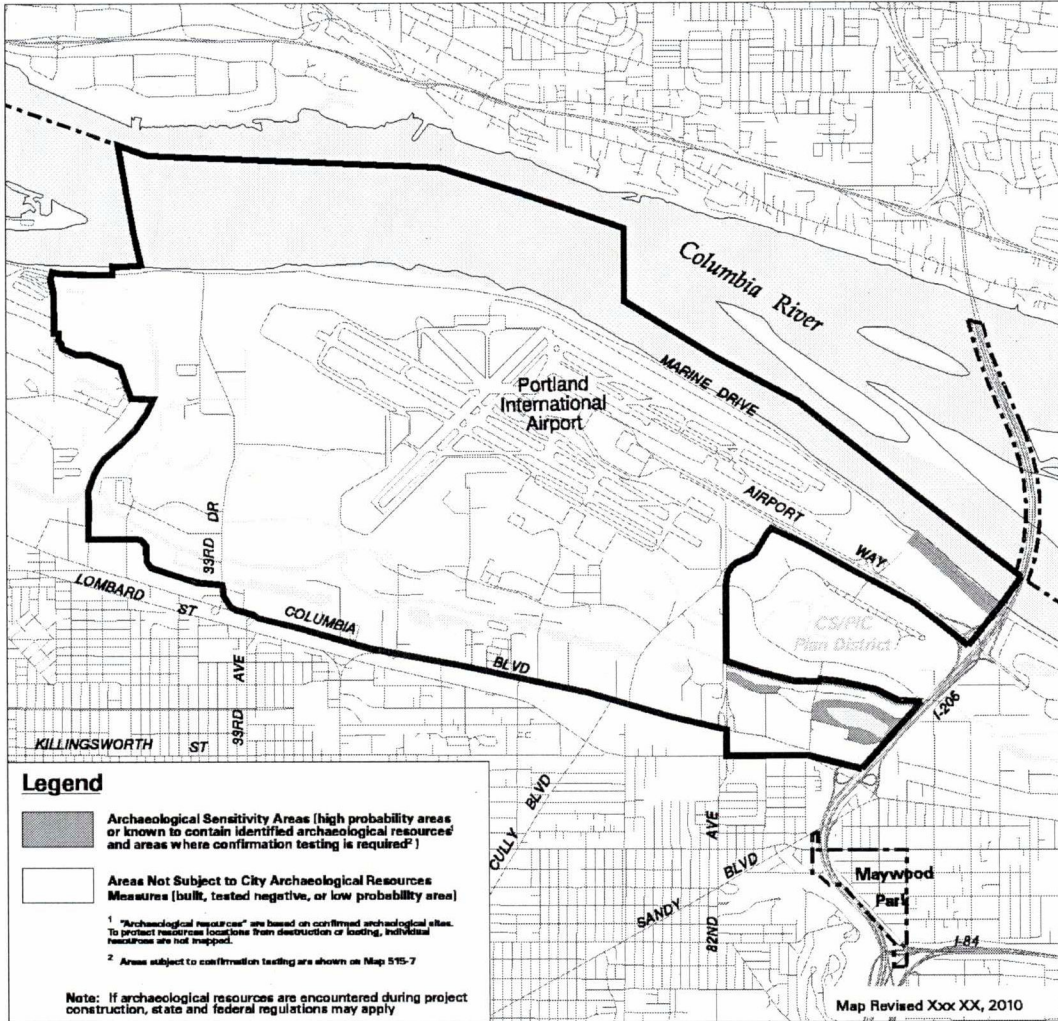 Columbia River
MARINE DRIVE
Portland
International
Airport
AIRPORT WAY
33RD DR
LOMBARD ST
COLUMBIA BLVD
CS/PIC
Plan District
I-205
KILLINGSWORTH ST
33RD AVE
CULLY BLVD
82ND AVE
SANDY BLVD
Maywood
Park
I-84
Legend
Archaeological Sensitivity Areas [high probability areas
or known to contain identified archaeological resources¹
and areas where confirmation testing is required²]
Areas Not Subject to City Archaeological Resources
Measures [built, tested negative, or low probability area]
¹ "Archaeological resources" are based on confirmed archaeological sites.
To protect resources locations from destruction or looting, individual
resources are not mapped.
² Areas subject to confirmation testing are shown on Map 515-7
Note: If archaeological resources are encountered during project
construction, state and federal regulations may apply
Map Revised Xxx XX, 2010